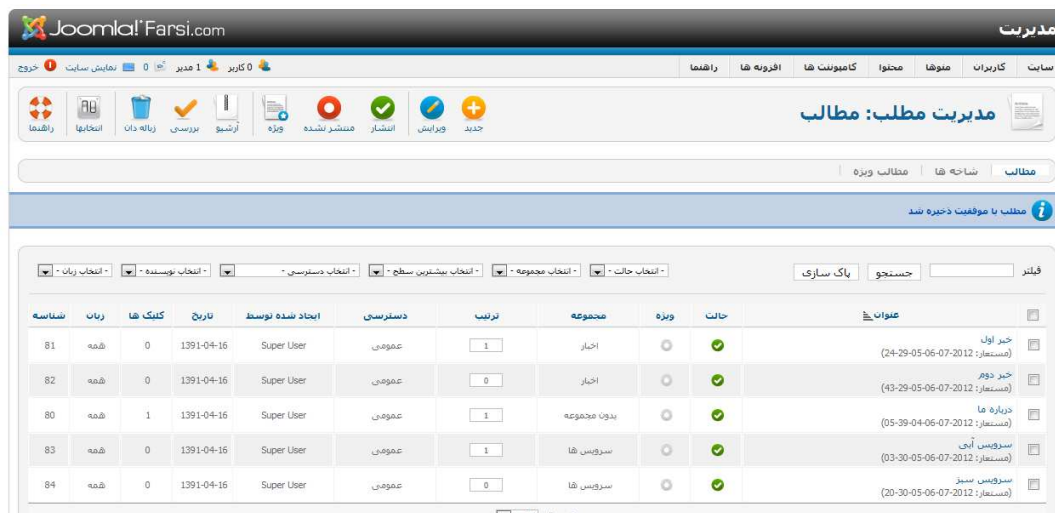 Joomla! Farsi.com
مدیریت
سایت کاربران منوها محتوا کامپوننت ها افزونه ها راهنما
0 کاربر 1 مدیر 0 نمایش سایت خروج
مدیریت مطلب: مطالب
جدید ویرایش انتشار منتشر نشده ویژه آرشیو بررسی زباله دان انتخابها راهنما
مطالب شاخه ها مطالب ویژه
مطلب با موفقیت ذخیره شد
فیلتر جستجو پاک سازی - انتخاب حالت - - انتخاب مجموعه - - انتخاب بیشترین سطح - - انتخاب دسترسی - - انتخاب نویسنده - - انتخاب زبان -
عنوان حالت ویژه مجموعه ترتیب دسترسی ایجاد شده توسط تاریخ کلیک ها زبان شناسه
خبر اول اخبار 1 عمومی Super User 1391-04-16 0 همه 81
(مستعار: 2012-07-06-05-29-24)
خبر دوم اخبار 0 عمومی Super User 1391-04-16 0 همه 82
(مستعار: 2012-07-06-05-29-43)
درباره ما بدون مجموعه 1 عمومی Super User 1391-04-16 1 همه 80
(مستعار: 2012-07-06-04-39-05)
سرویس آبی سرویس ها 1 عمومی Super User 1391-04-16 0 همه 83
(مستعار: 2012-07-06-05-30-03)
سرویس سبز سرویس ها 0 عمومی Super User 1391-04-16 0 همه 84
(مستعار: 2012-07-06-05-30-20)